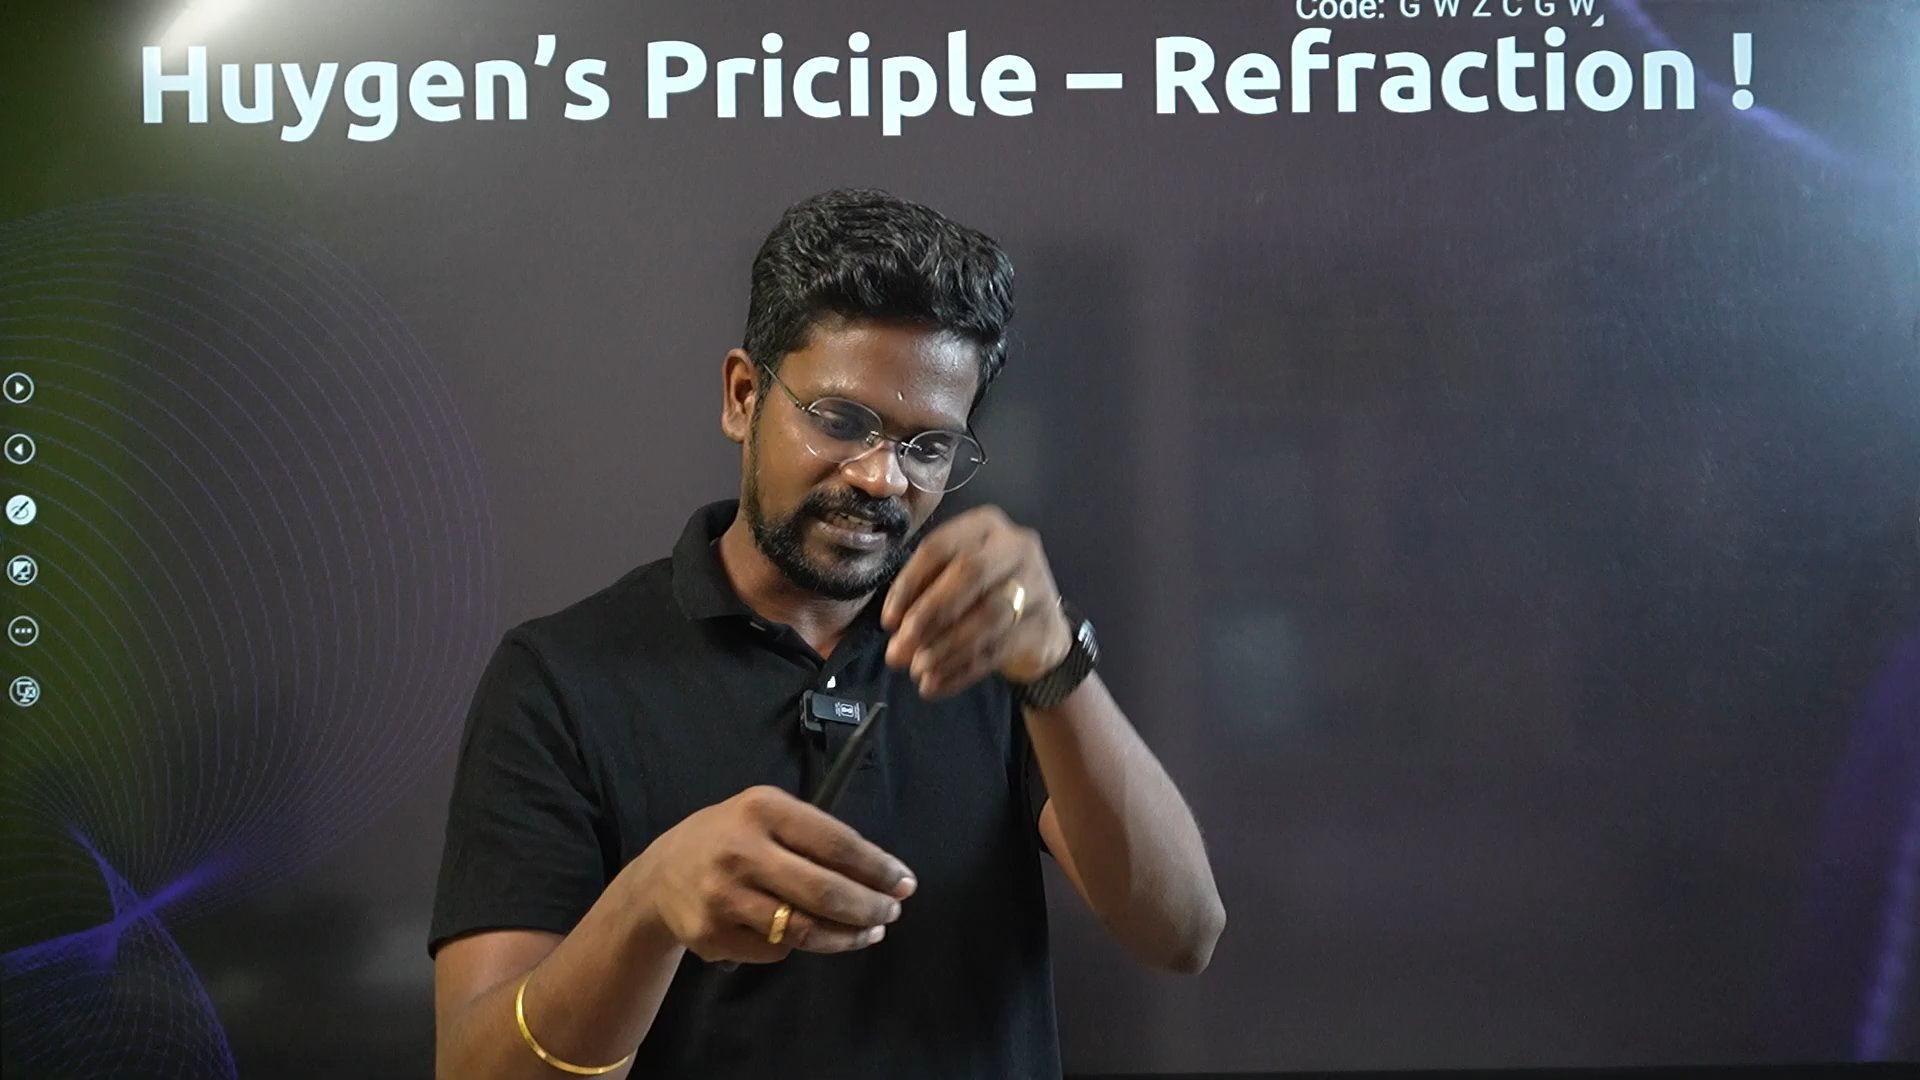 Code: G W Z C G W
Huygen’s Priciple – Refraction !